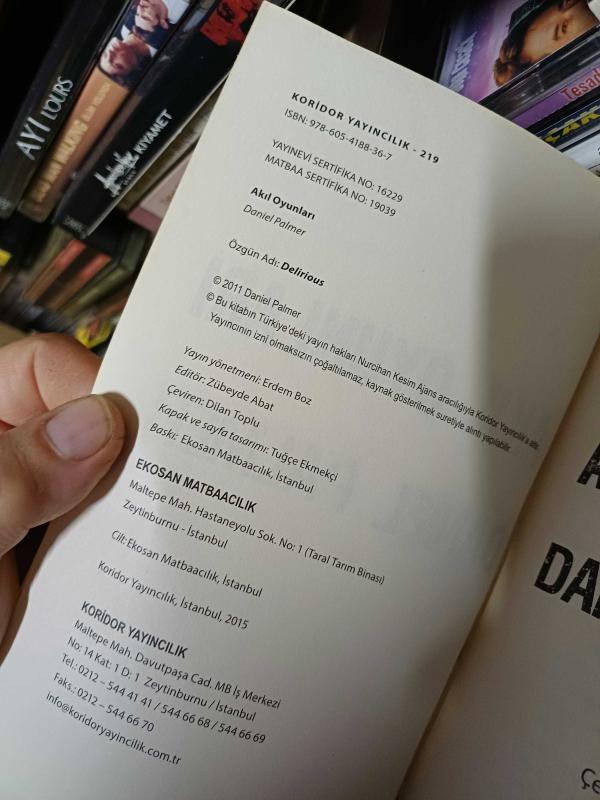 KORİDOR YAYINCILIK - 219
ISBN: 978-605-4188-36-7
YAYINEVİ SERTİFİKA NO: 16229
MATBAA SERTİFİKA NO: 19039
Akıl Oyunları
Daniel Palmer
Özgün Adı: Delirious
© 2011 Daniel Palmer
© Bu kitabın Türkiye'deki yayın hakları Nurcihan Kesim Ajans aracılığıyla Koridor Yayıncılık'a aittir.
Yayıncının izni olmaksızın çoğaltılamaz, kaynak gösterilmek suretiyle alıntı yapılabilir.
Yayın yönetmeni: Erdem Boz
Editör: Zübeyde Abat
Çeviren: Dilan Toplu
Kapak ve sayfa tasarımı: Tuğçe Ekmekçi
Baskı: Ekosan Matbaacılık, İstanbul
EKOSAN MATBAACILIK
Maltepe Mah. Hastaneyolu Sok. No: 1 (Taral Tarım Binası)
Zeytinburnu - İstanbul
Cilt: Ekosan Matbaacılık, İstanbul
Koridor Yayıncılık, İstanbul, 2015
KORİDOR YAYINCILIK
Maltepe Mah. Davutpaşa Cad. MB İş Merkezi
No: 14 Kat: 1 D: 1 Zeytinburnu / İstanbul
Tel.: 0212 – 544 41 41 / 544 66 68 / 544 66 69
Faks.: 0212 – 544 66 70
info@koridoryayincilik.com.tr
AYI L'OURS
KIYAMET